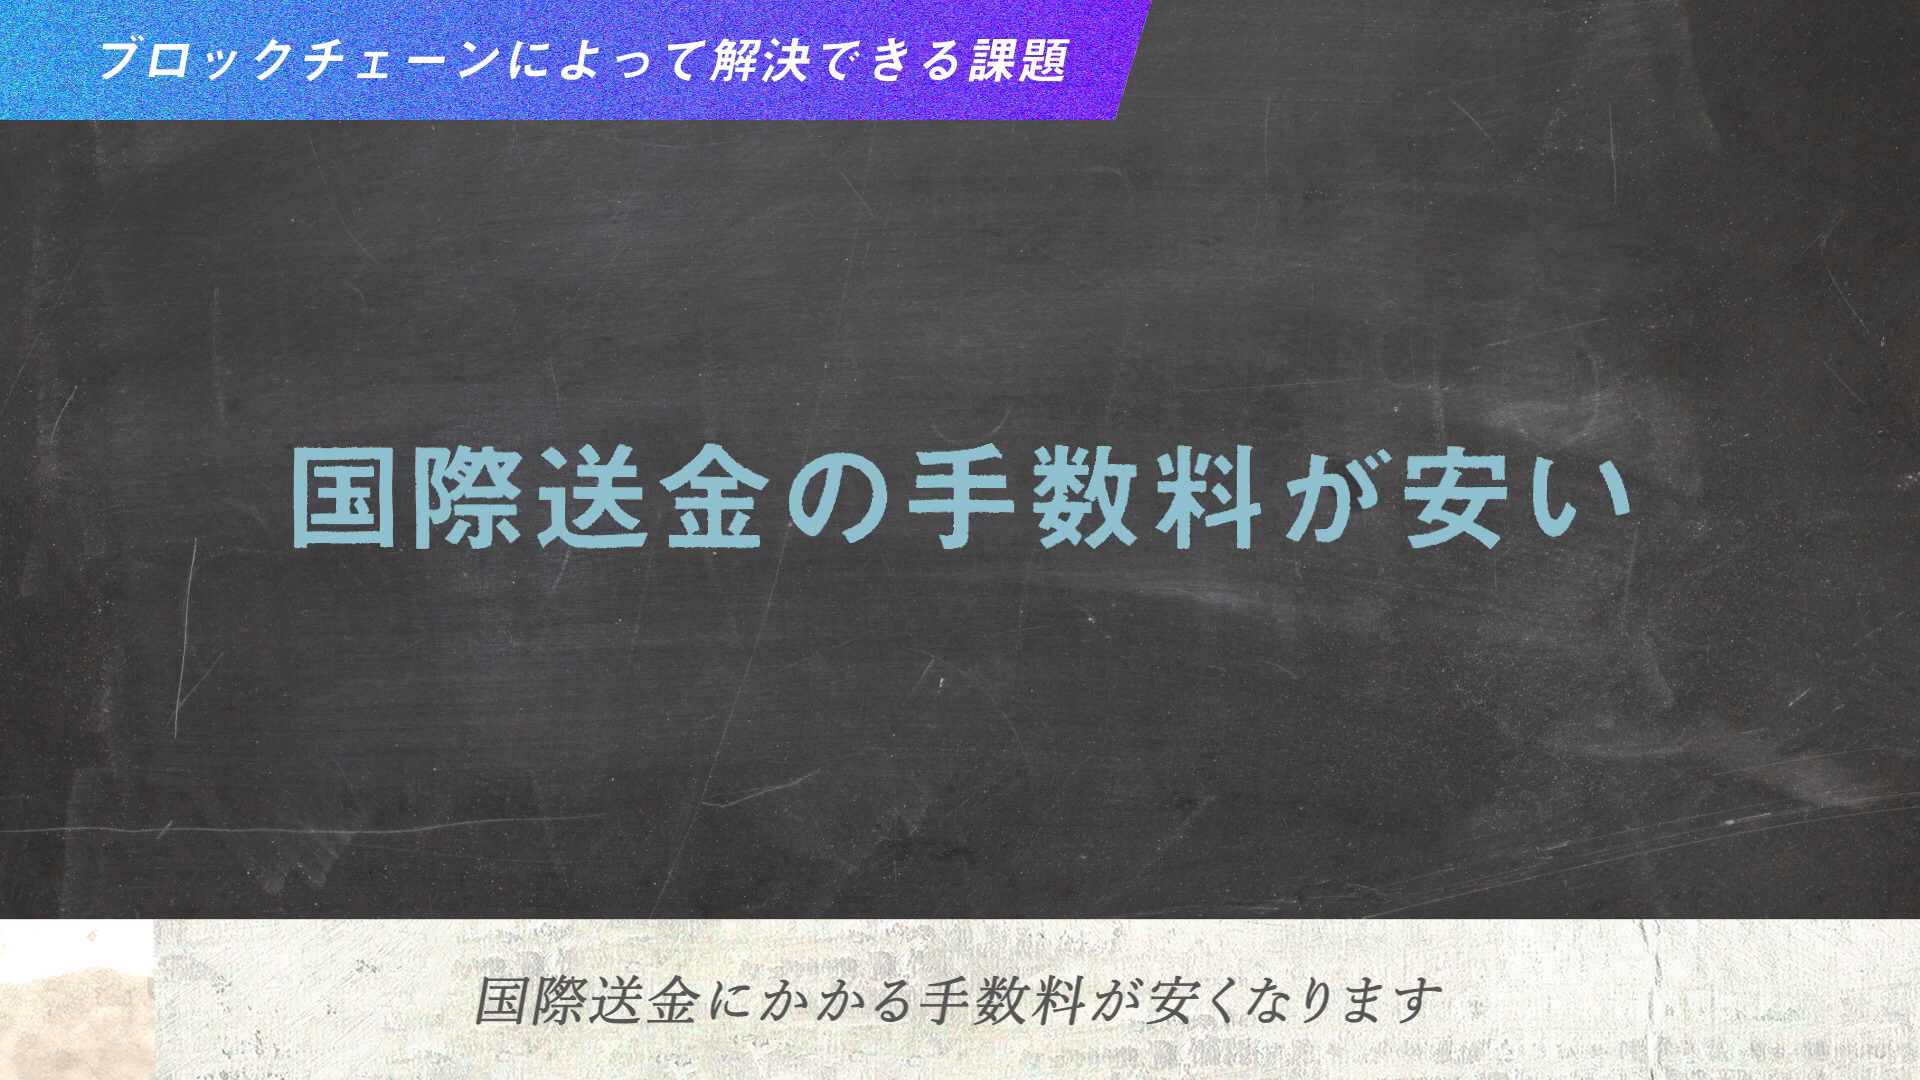 ブロックチェーンによって解決できる課題
国際送金の手数料が安い
国際送金にかかる手数料が安くなります